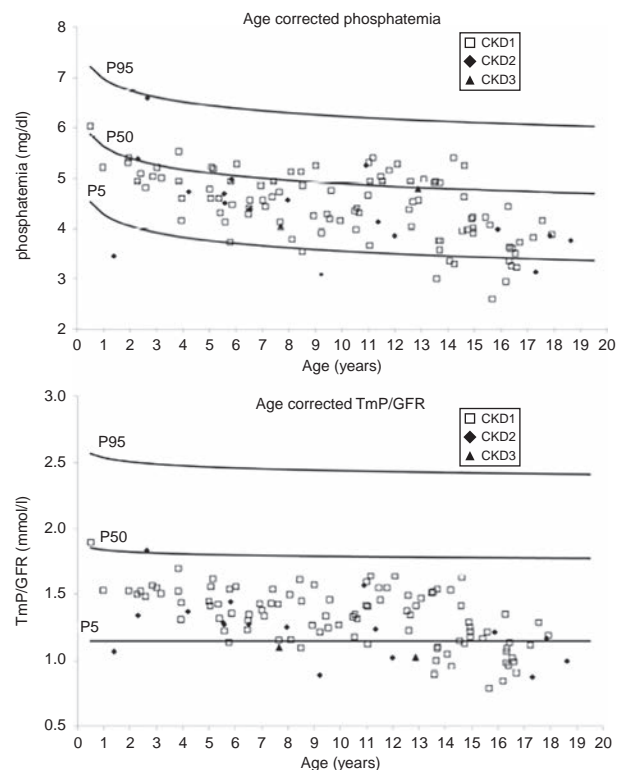 Age corrected phosphatemia
8
7
6
5
4
3
2
phosphatemia (mg/dl)
P95
P50
P5
CKD1
CKD2
CKD3
0 1 2 3 4 5 6 7 8 9 10 11 12 13 14 15 16 17 18 19 20
Age (years)
Age corrected TmP/GFR
3.0
2.5
2.0
1.5
1.0
0.5
TmP/GFR (mmol/l)
P95
P50
P5
CKD1
CKD2
CKD3
0 1 2 3 4 5 6 7 8 9 10 11 12 13 14 15 16 17 18 19 20
Age (years)